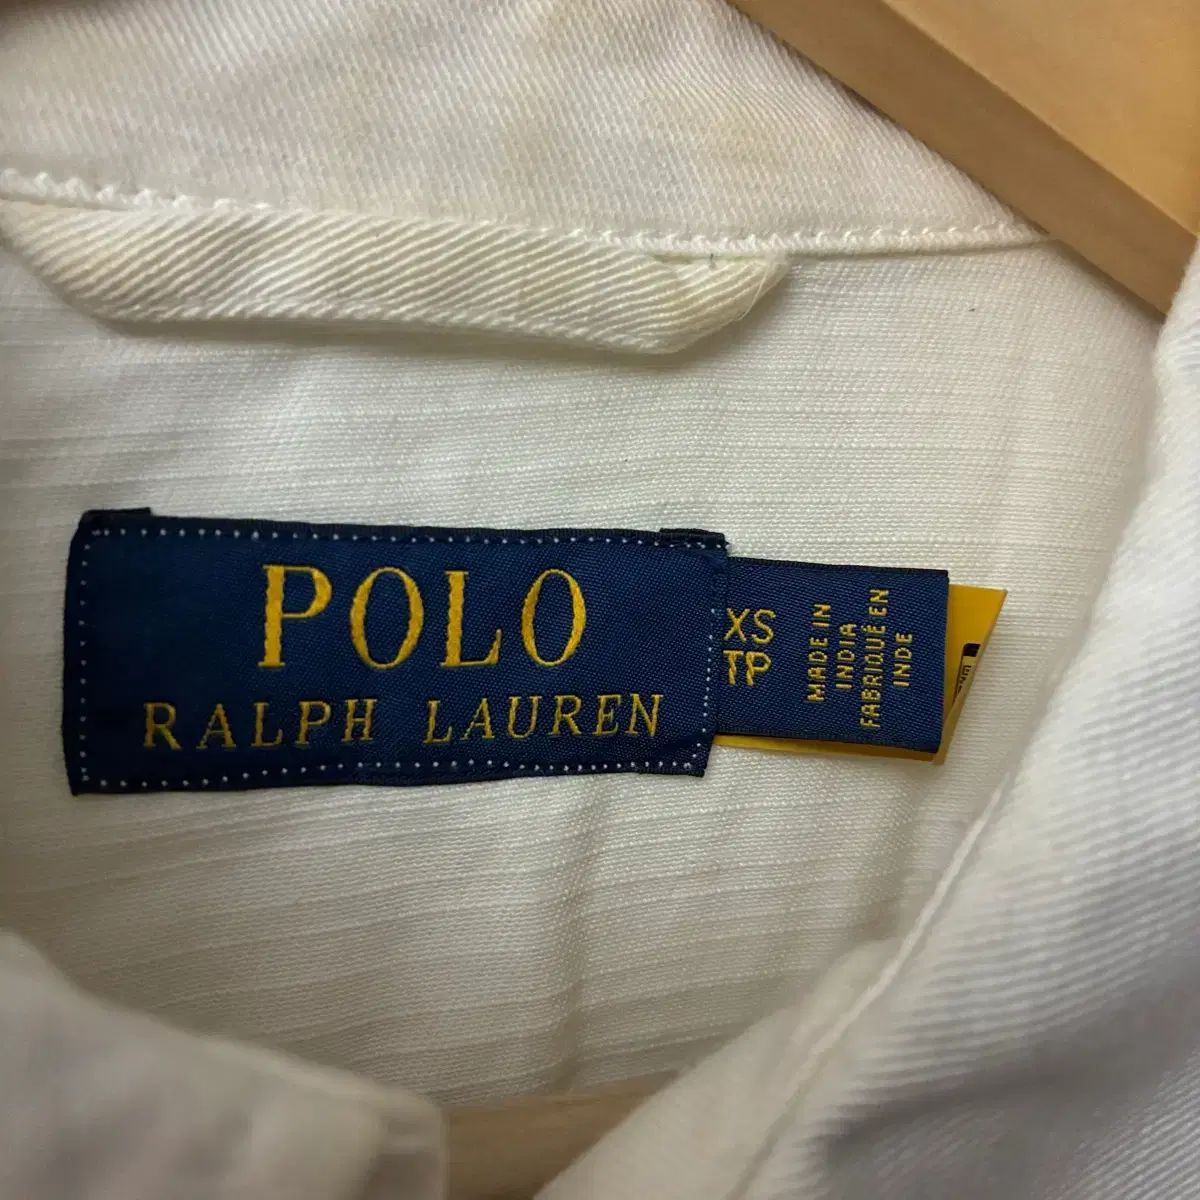 POLO
RALPH LAUREN
XS
TP
MADE IN
INDIA
FABRIQUÉ EN
INDE